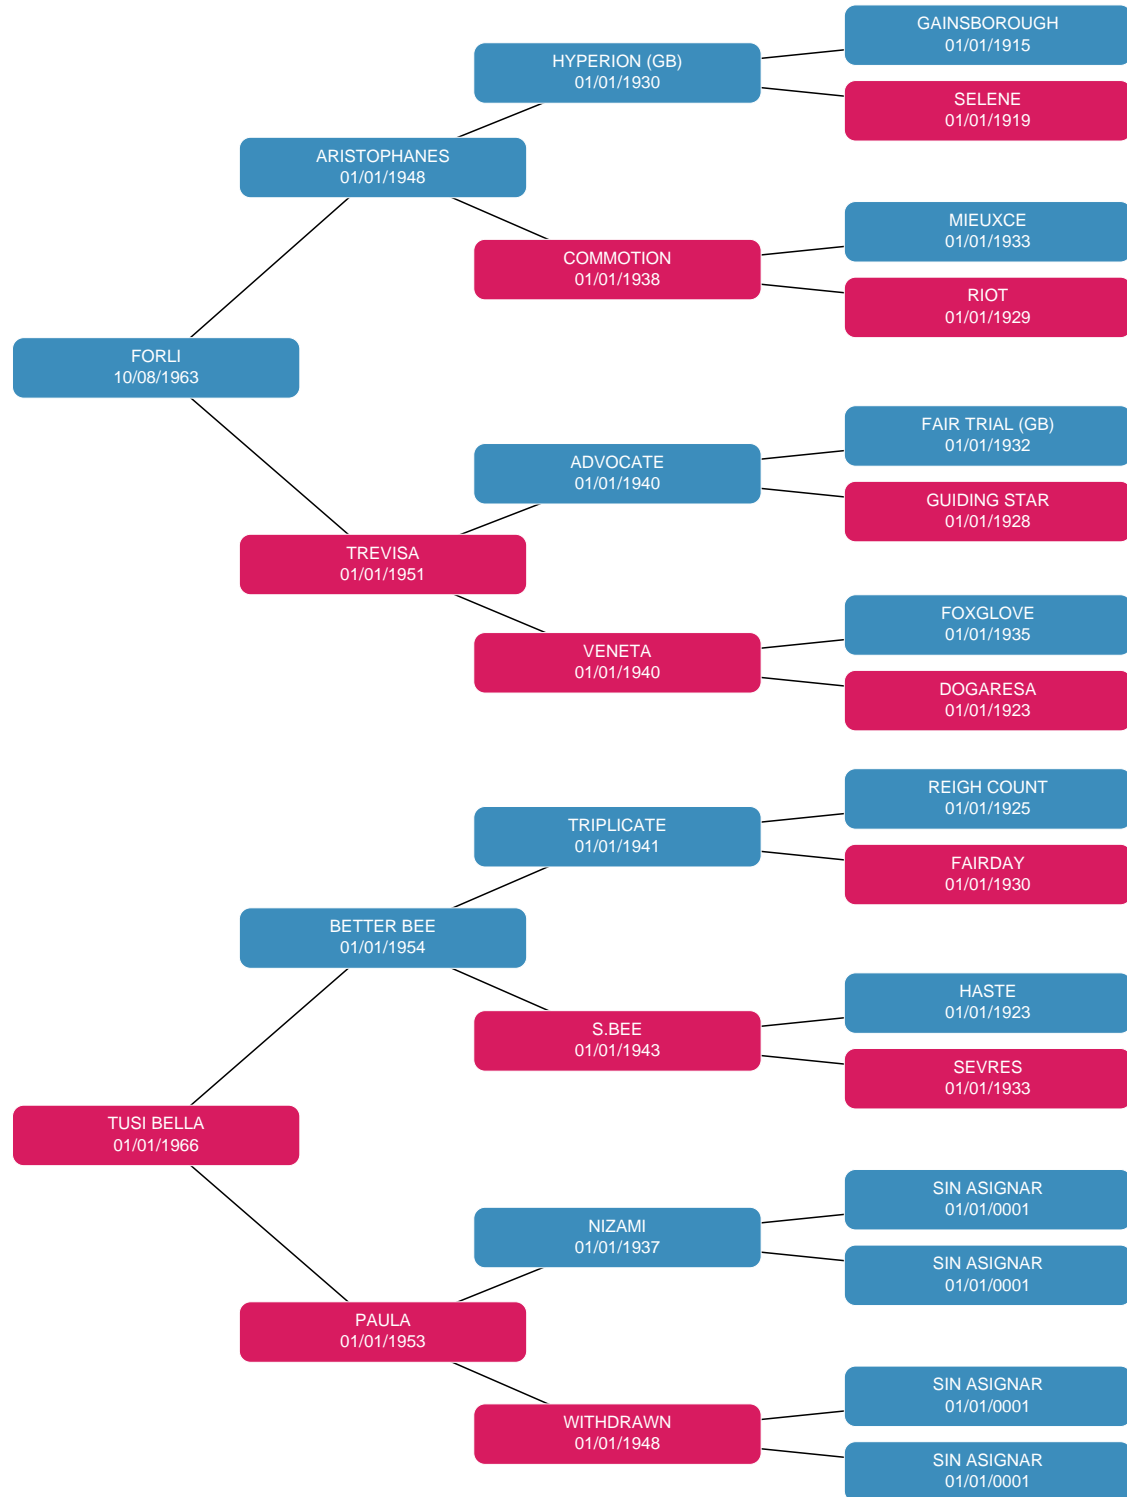 GAINSBOROUGH
01/01/1915
HYPERION (GB)
01/01/1930
SELENE
01/01/1919
ARISTOPHANES
01/01/1948
MIEUXCE
01/01/1933
COMMOTION
01/01/1938
RIOT
01/01/1929
FORLI
10/08/1963
FAIR TRIAL (GB)
01/01/1932
ADVOCATE
01/01/1940
GUIDING STAR
01/01/1928
TREVISA
01/01/1951
FOXGLOVE
01/01/1935
VENETA
01/01/1940
DOGARESA
01/01/1923
REIGH COUNT
01/01/1925
TRIPLICATE
01/01/1941
FAIRDAY
01/01/1930
BETTER BEE
01/01/1954
HASTE
01/01/1923
S.BEE
01/01/1943
SEVRES
01/01/1933
TUSI BELLA
01/01/1966
SIN ASIGNAR
01/01/0001
NIZAMI
01/01/1937
SIN ASIGNAR
01/01/0001
PAULA
01/01/1953
SIN ASIGNAR
01/01/0001
WITHDRAWN
01/01/1948
SIN ASIGNAR
01/01/0001